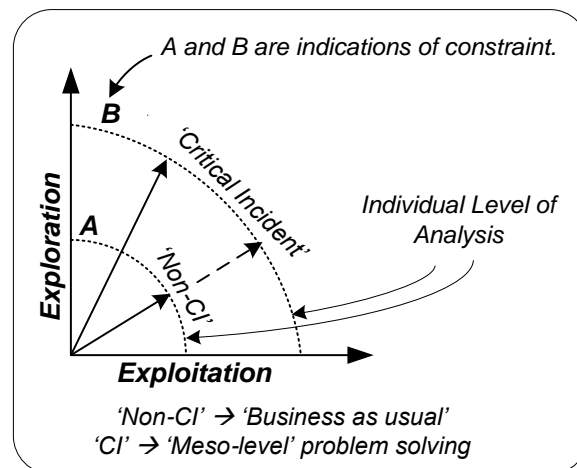 A and B are indications of constraint.
B
'Critical Incident'
Individual Level of
Analysis
A
'Non-CI'
Exploration
Exploitation
'Non-CI' → 'Business as usual'
'CI' → 'Meso-level' problem solving